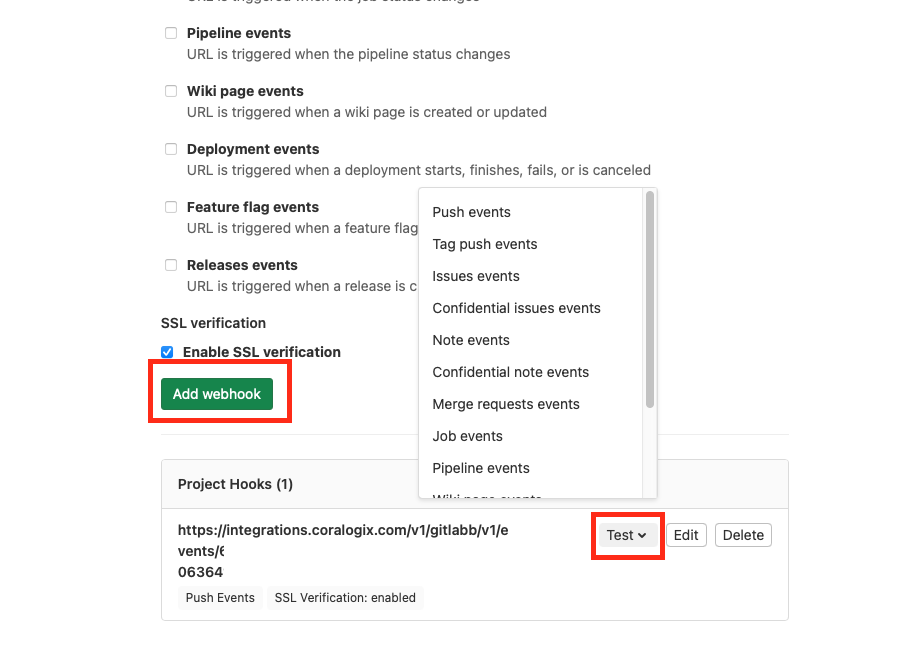 Pipeline events
URL is triggered when the pipeline status changes
Wiki page events
URL is triggered when a wiki page is created or updated
Deployment events
URL is triggered when a deployment starts, finishes, fails, or is canceled
Feature flag events
URL is triggered when a feature flag
Releases events
URL is triggered when a release is c
SSL verification
Enable SSL verification
Add webhook
Push events
Tag push events
Issues events
Confidential issues events
Note events
Confidential note events
Merge requests events
Job events
Pipeline events
Wiki page events
Project Hooks (1)
https://integrations.coralogix.com/v1/gitlabb/v1/e
vents/6
06364
Test
Edit
Delete
Push Events
SSL Verification: enabled